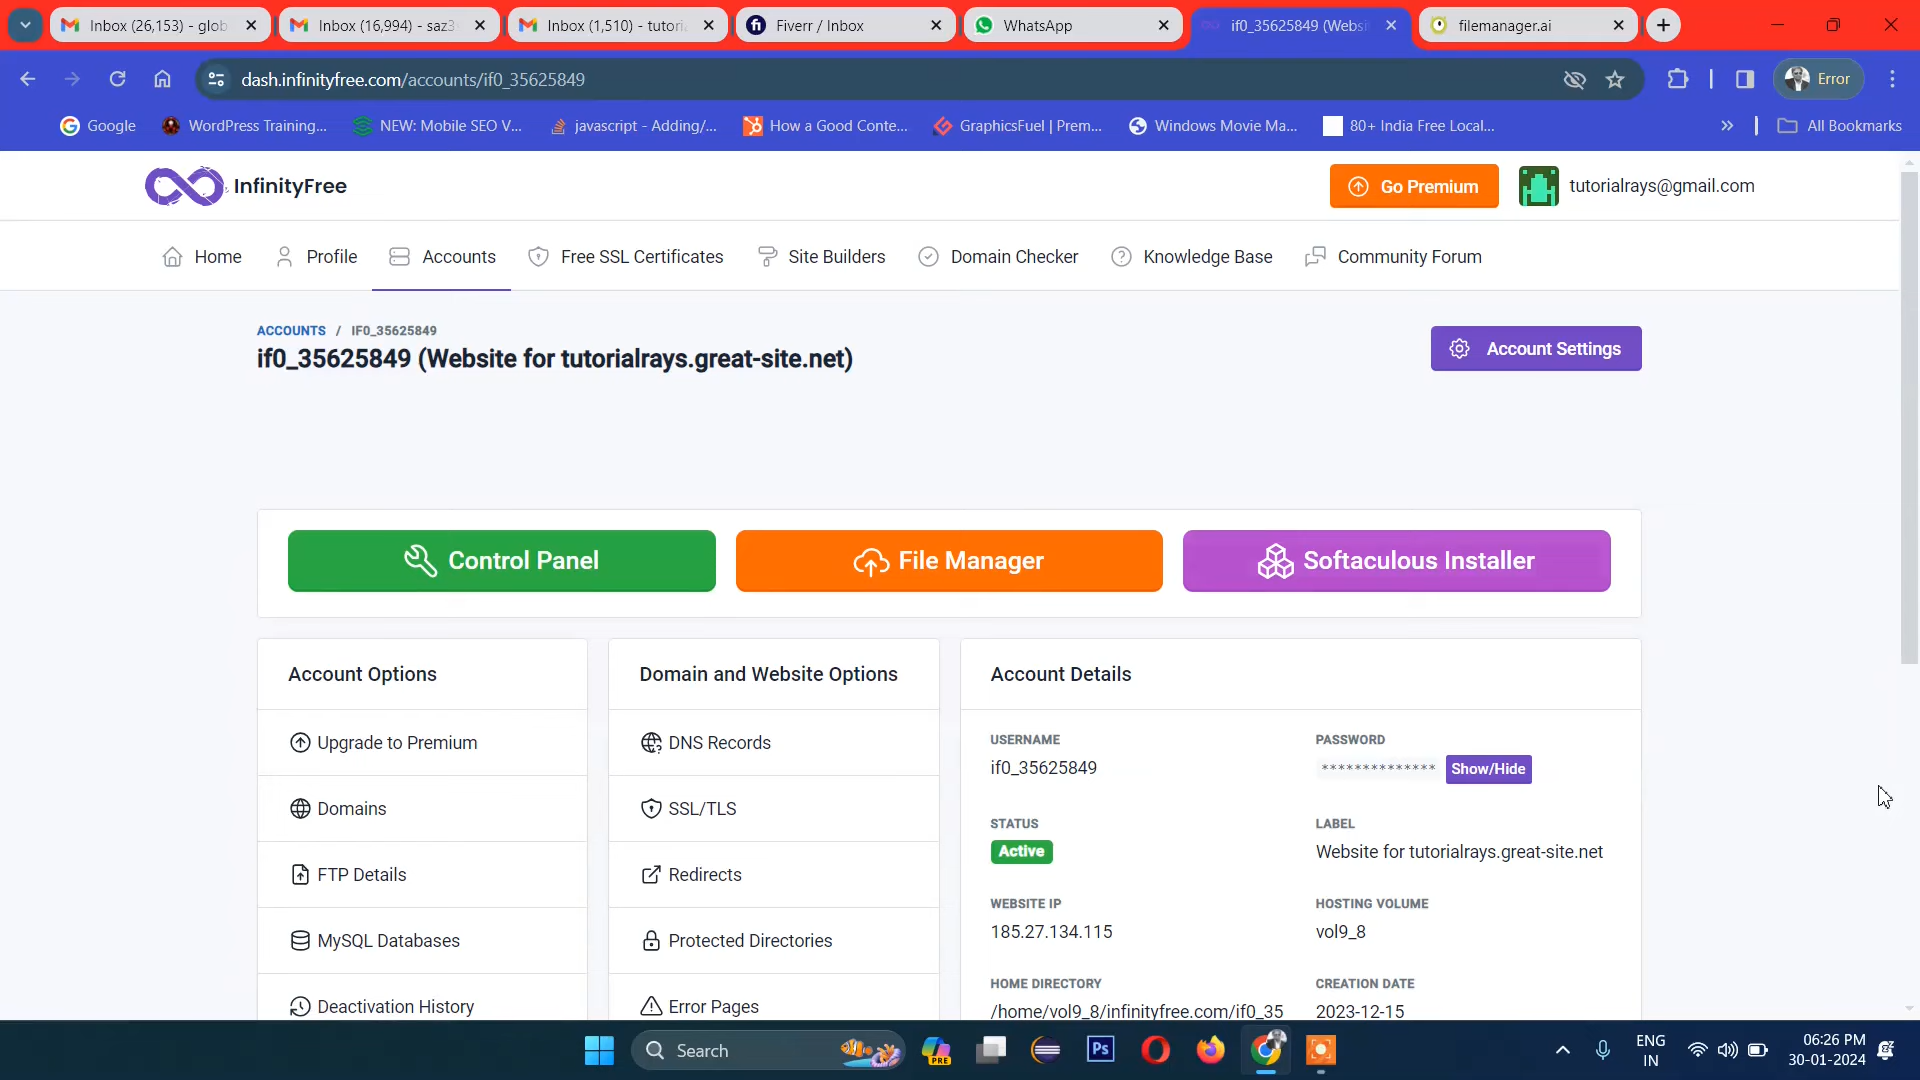 Inbox (26,153) - glob
Inbox (16,994) - saz3
Inbox (1,510) - tutori
Fiverr / Inbox
WhatsApp
if0_35625849 (Websi
filemanager.ai
dash.infinityfree.com/accounts/if0_35625849
Error
Google
WordPress Training...
NEW: Mobile SEO V...
javascript - Adding/...
How a Good Conte...
GraphicsFuel | Prem...
Windows Movie Ma...
80+ India Free Local...
All Bookmarks
InfinityFree
Go Premium
tutorialrays@gmail.com
Home
Profile
Accounts
Free SSL Certificates
Site Builders
Domain Checker
Knowledge Base
Community Forum
ACCOUNTS / IF0_35625849
if0_35625849 (Website for tutorialrays.great-site.net)
Account Settings
Control Panel
File Manager
Softaculous Installer
Account Options
Upgrade to Premium
Domains
FTP Details
MySQL Databases
Deactivation History
Domain and Website Options
DNS Records
SSL/TLS
Redirects
Protected Directories
Error Pages
Account Details
USERNAME
if0_35625849
PASSWORD
************** Show/Hide
STATUS
Active
LABEL
Website for tutorialrays.great-site.net
WEBSITE IP
185.27.134.115
HOSTING VOLUME
vol9_8
HOME DIRECTORY
/home/vol9_8/infinityfree.com/if0_35
CREATION DATE
2023-12-15
Search
PRE
Ps
ENG
IN
06:26 PM
30-01-2024